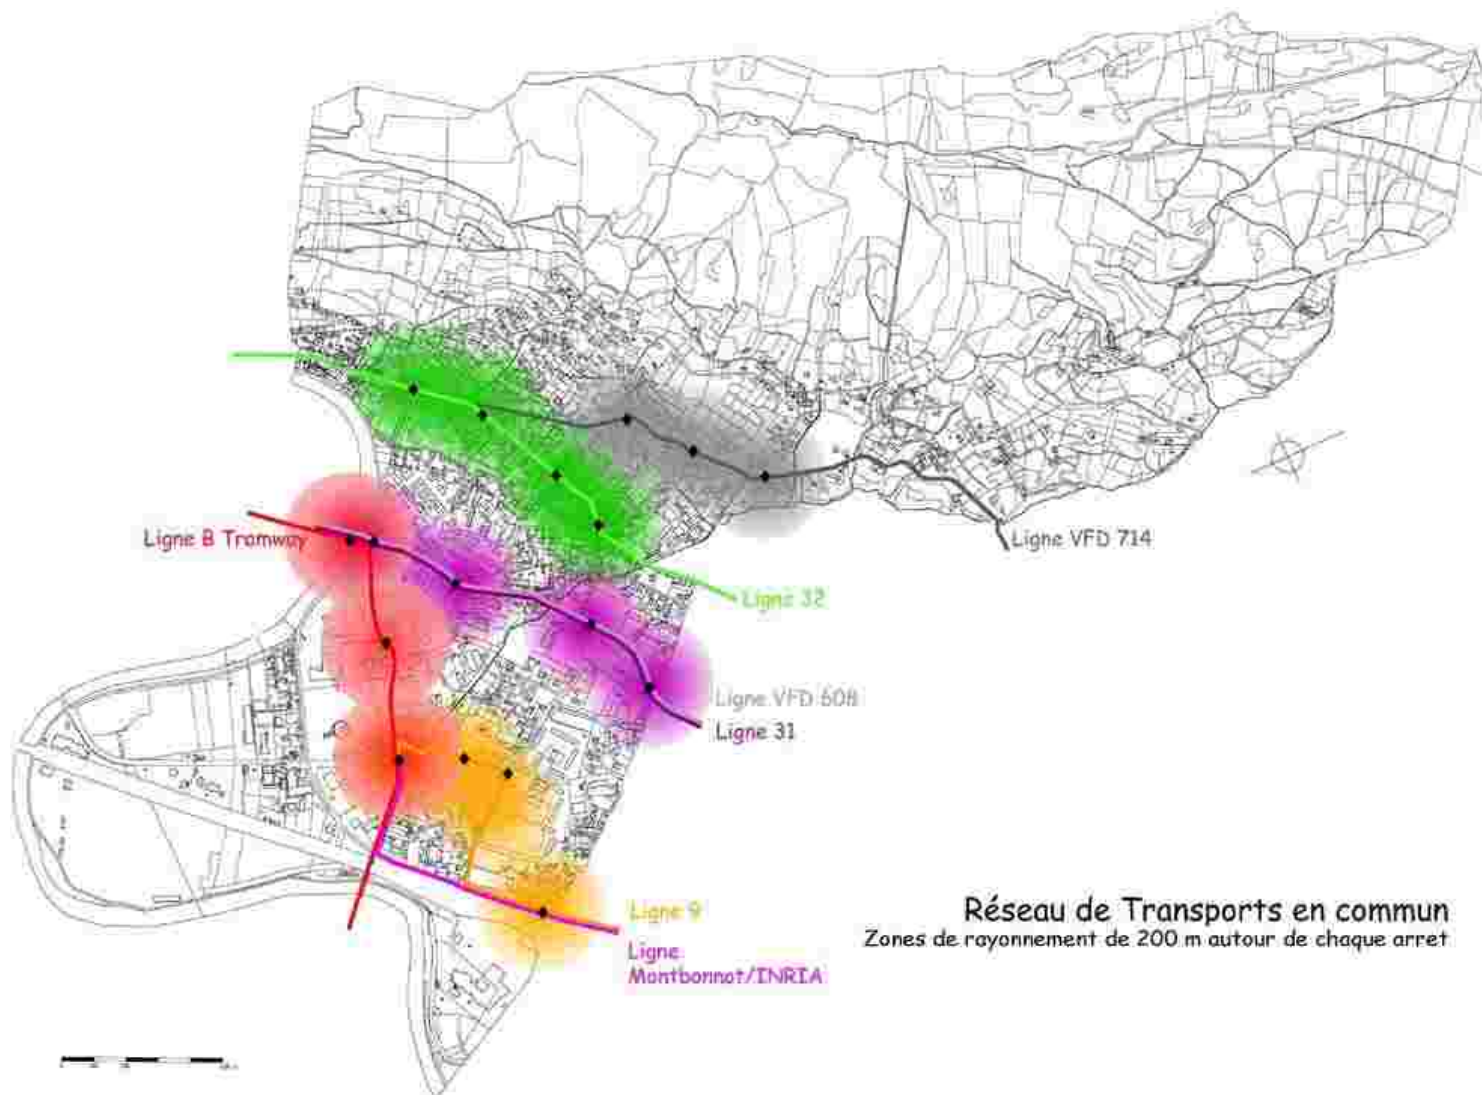 Ligne B Tramway
Ligne VFD 714
Ligne 32
Ligne VFD 608
Ligne 31
Ligne 9
Ligne
Montbonnot/INRIA
Réseau de Transports en commun
Zones de rayonnement de 200 m autour de chaque arret